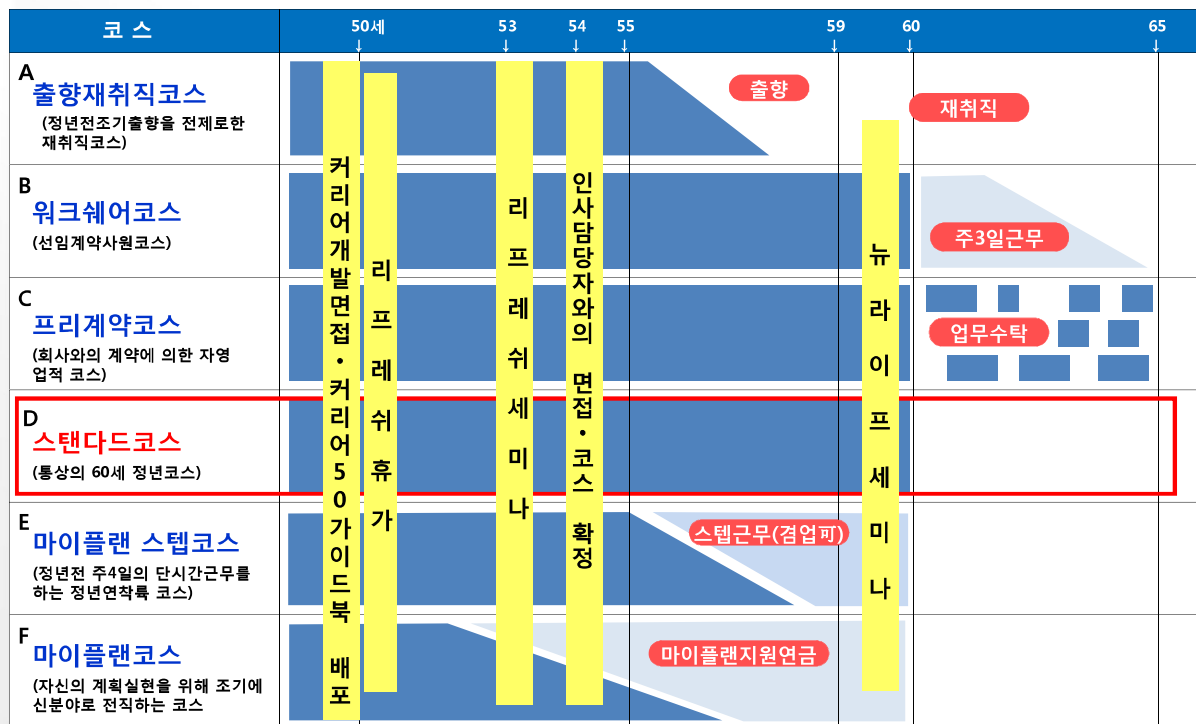 코 스
50세
53
54
55
59
60
65
A
출향재취직코스
(정년전조기출향을 전제로한
재취직코스)
출향
재취직
B
워크쉐어코스
(선임계약사원코스)
주3일근무
C
프리계약코스
(회사와의 계약에 의한 자영
업적 코스)
업무수탁
D
스탠다드코스
(통상의 60세 정년코스)
E
마이플랜 스텝코스
(정년전 주4일의 단시간근무를
하는 정년연착륙 코스)
스텝근무(겸업可)
F
마이플랜코스
(자신의 계획실현을 위해 조기에
신분야로 전직하는 코스
마이플랜지원연금
커리어개발면접·커리어50가이드북 배포
리프레쉬휴가
리프레쉬세미나
인사담당자와의 면접·코스 확정
뉴라이프세미나